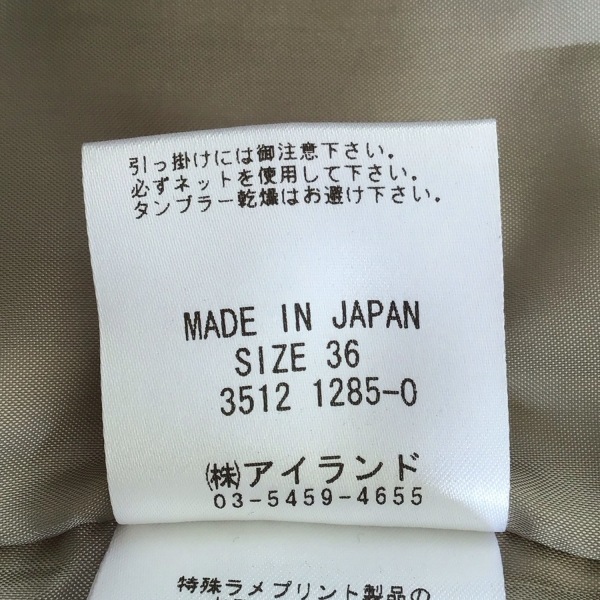 引っ掛けには御注意下さい。
必ずネットを使用して下さい。
タンブラー乾燥はお避け下さい。
MADE IN JAPAN
SIZE 36
3512 1285-0
㈱アイランド
03-5459-4655
特殊ラメプリント製品の